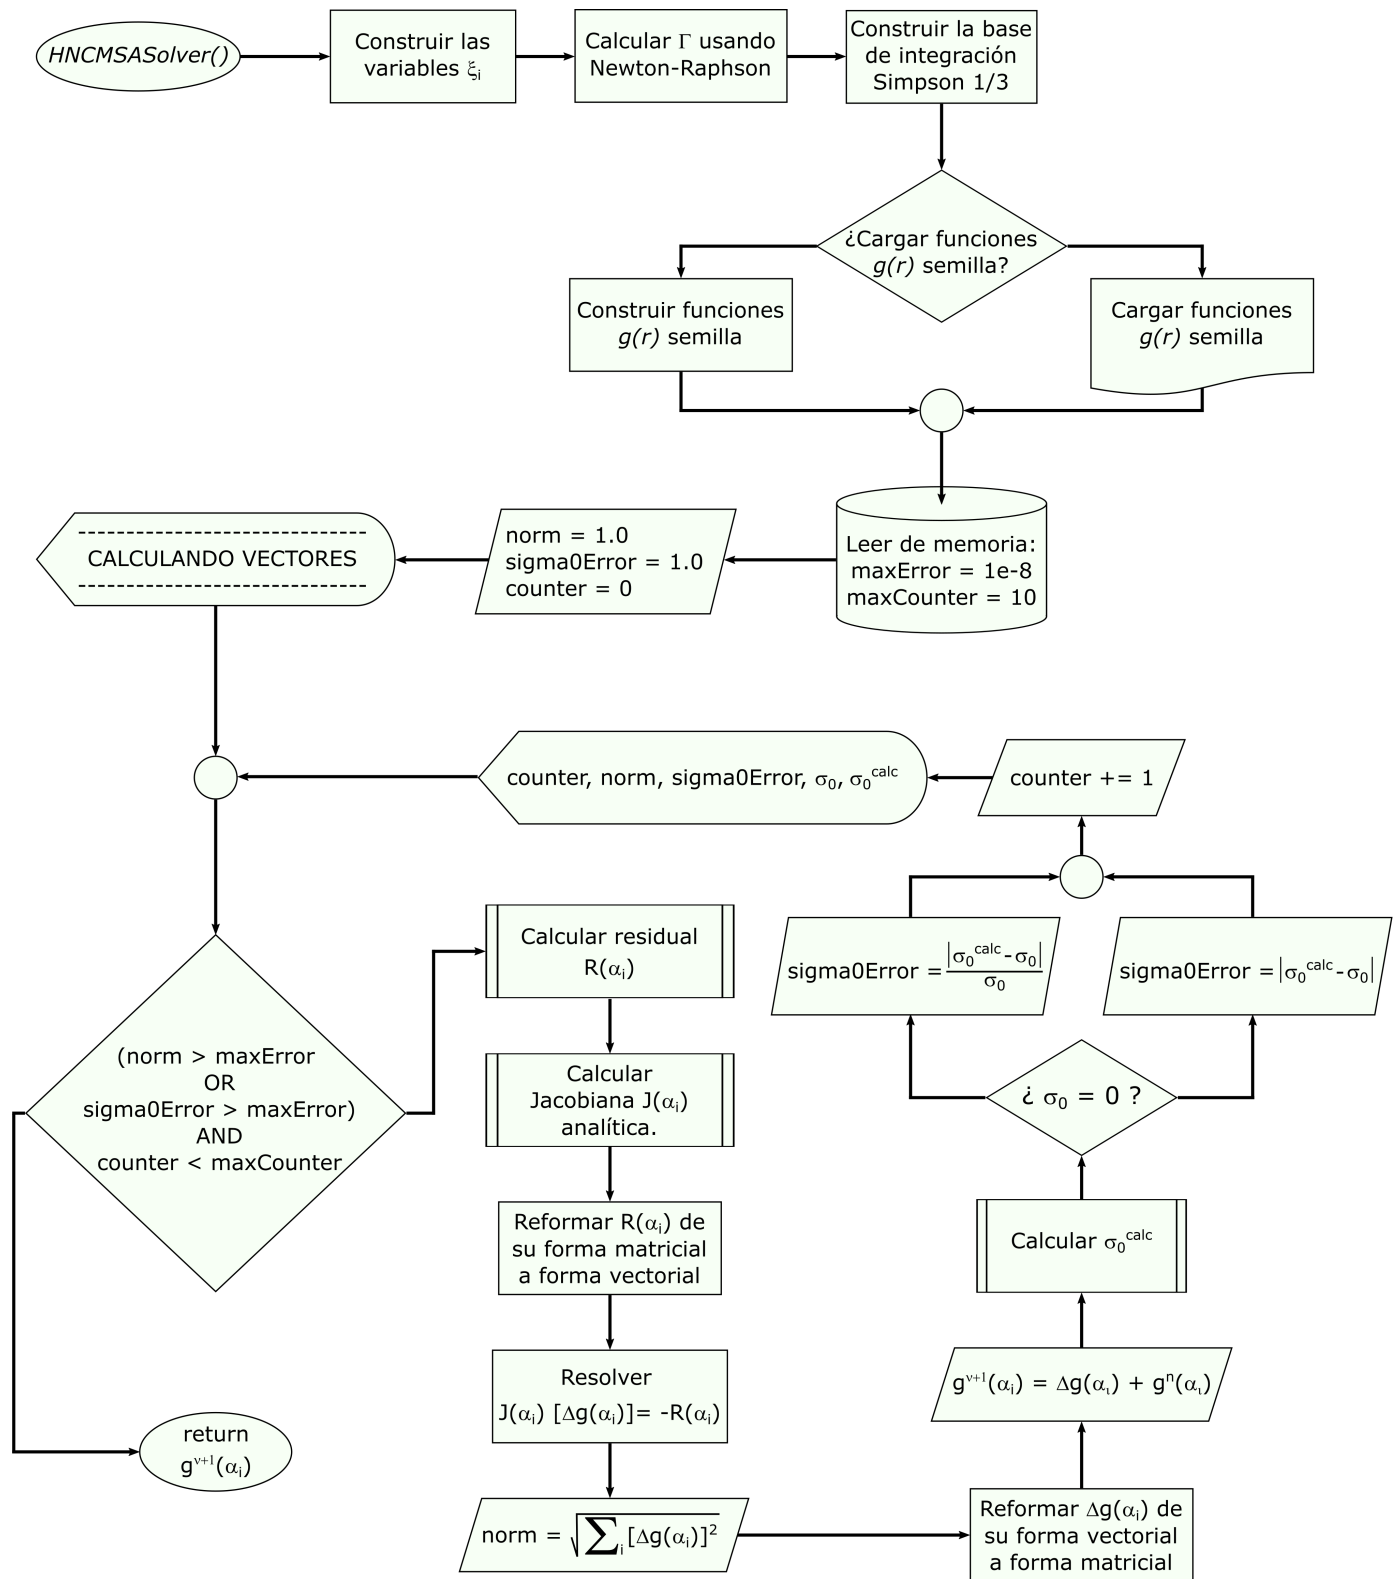 HNCMSASolver()
Construir las
variables ξᵢ
Calcular Γ usando
Newton-Raphson
Construir la base
de integración
Simpson 1/3
¿Cargar funciones
g(r) semilla?
Construir funciones
g(r) semilla
Cargar funciones
g(r) semilla
Leer de memoria:
maxError = 1e-8
maxCounter = 10
norm = 1.0
sigma0Error = 1.0
counter = 0
--------------------------------
CALCULANDO VECTORES
--------------------------------
counter, norm, sigma0Error, σ₀, σ₀ᶜᵃˡᶜ
counter += 1
(norm > maxError
OR
sigma0Error > maxError)
AND
counter < maxCounter
return
gᵛ⁺¹(αᵢ)
Calcular residual
R(αᵢ)
Calcular
Jacobiana J(αᵢ)
analítica.
Reformar R(αᵢ) de
su forma matricial
a forma vectorial
Resolver
J(αᵢ) [Δg(αᵢ)]= -R(αᵢ)
norm = √∑ᵢ[Δg(αᵢ)]²
Reformar Δg(αᵢ) de
su forma vectorial
a forma matricial
gᵛ⁺¹(αᵢ) = Δg(α_ι) + gⁿ(α_ι)
Calcular σ₀ᶜᵃˡᶜ
¿ σ₀ = 0 ?
sigma0Error = |σ₀ᶜᵃˡᶜ-σ₀|/σ₀
sigma0Error = |σ₀ᶜᵃˡᶜ-σ₀|